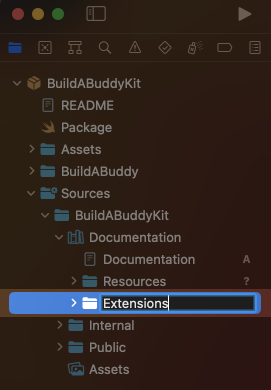 BuildABuddyKit
README
Package
Assets
BuildABuddy
Sources
BuildABuddyKit
Documentation
Documentation A
Resources ?
Extensions
Internal
Public
Assets